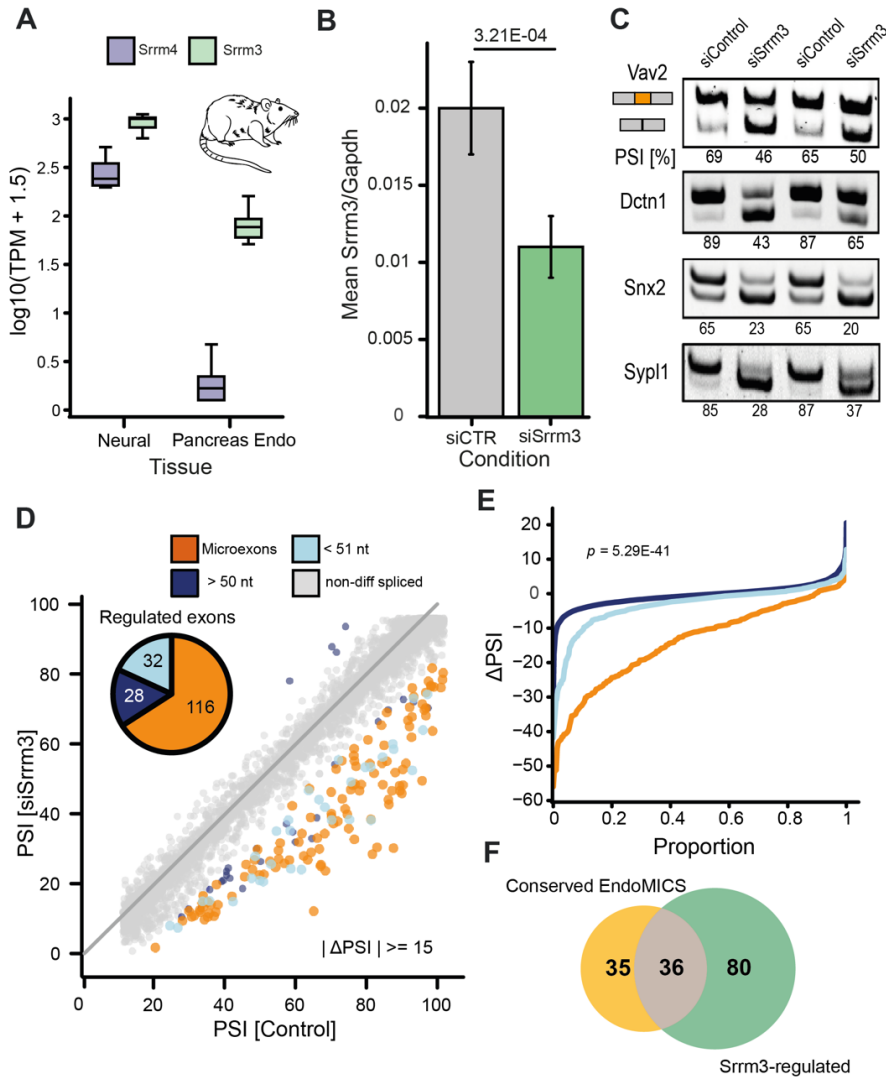 A
Srrm4 Srrm3
log10(TPM + 1.5)
3.0
2.5
2
1.5
1
0.5
0
Neural Pancreas Endo
Tissue
B
3.21E-04
Mean Srrm3/Gapdh
0.02
0.015
0.01
0.005
0
siCTR siSrrm3
Condition
C
siControl siSrrm3 siControl siSrrm3
Vav2
PSI [%] 69 46 65 50
Dctn1
89 43 87 65
Snx2
65 23 65 20
Sypl1
85 28 87 37
D
Microexons < 51 nt
> 50 nt non-diff spliced
Regulated exons
32
28
116
PSI [siSrrm3]
100
80
60
40
20
0
| ΔPSI | >= 15
0 20 40 60 80 100
PSI [Control]
E
p = 5.29E-41
ΔPSI
20
10
0
−10
−20
−30
−40
−50
−60
0 0.2 0.4 0.6 0.8 1
Proportion
F
Conserved EndoMICS
35 36 80
Srrm3-regulated